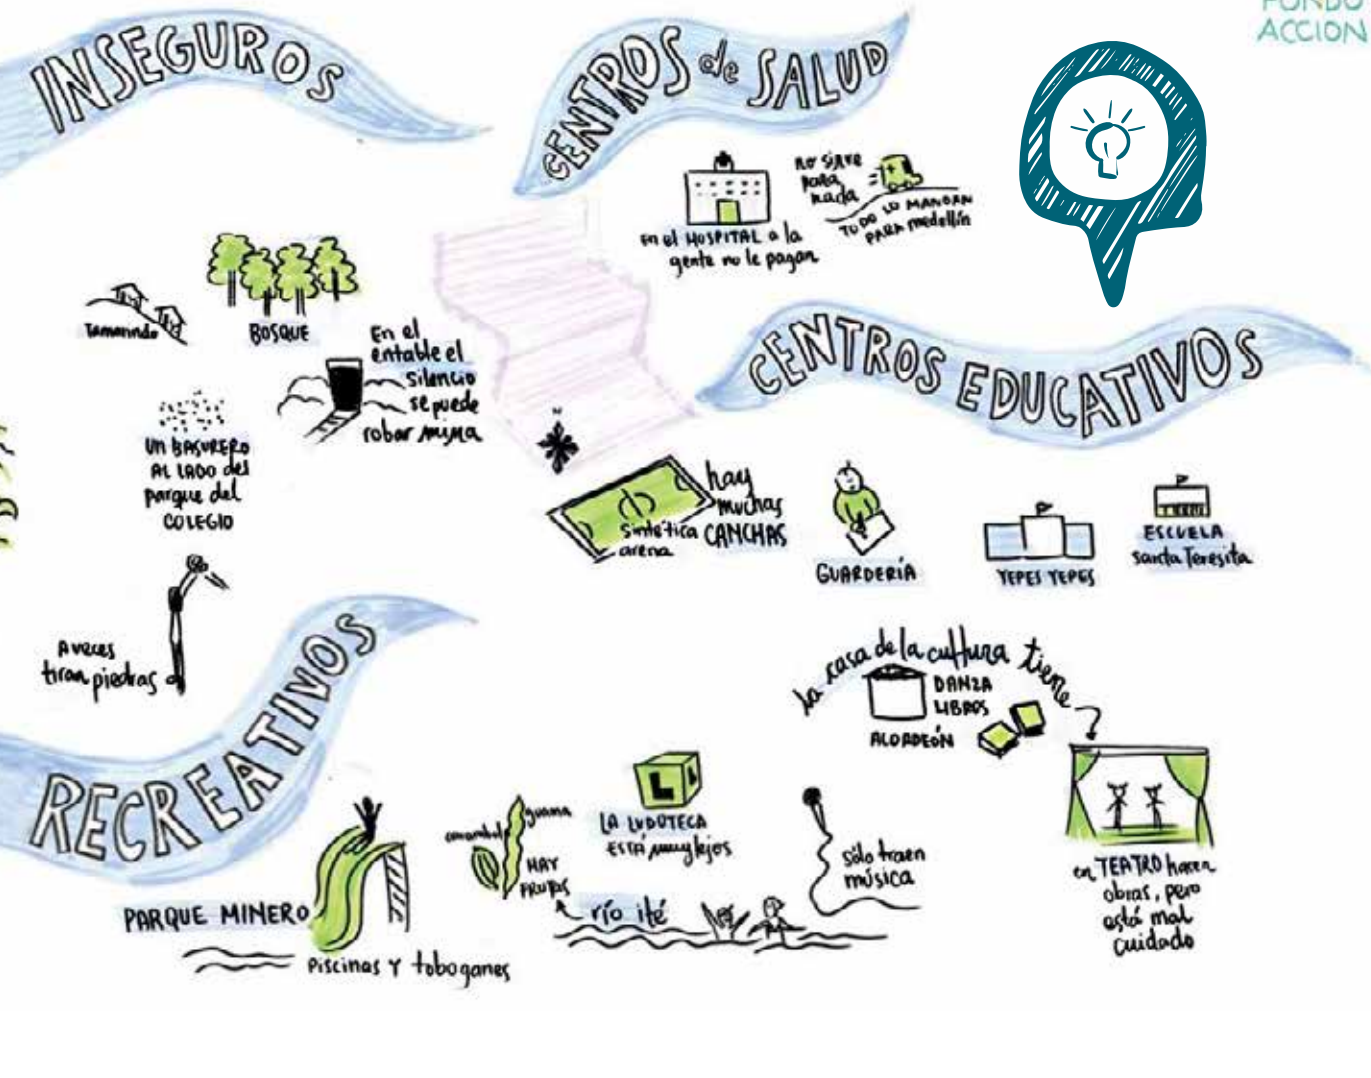 FONDO
ACCIÓN
INSEGUROS
CENTROS de SALUD
no sirve
para
nada
TODO LO MANDAN
PARA medellín
en el HOSPITAL a la
gente no le pagan
Tamarindo
BOSQUE
En el
entable el
silencio
se puede
robar mina
UN BASURERO
AL LADO del
parque del
COLEGIO
A veces
tiran piedras
CENTROS EDUCATIVOS
N
hay
muchas
CANCHAS
sintética
arena
GUARDERÍA
YEPES YEPES
ESCUELA
santa Teresita
la casa de la cultura tiene
DANZA
LIBROS
ACORDEÓN
en TEATRO hacen
obras, pero
está mal
cuidado
RECREATIVOS
PARQUE MINERO
Piscinas Y toboganes
guama
HAY
FRUTAS
L
LA LUDOTECA
ESTÁ muy lejos
río ité
sólo traen
música